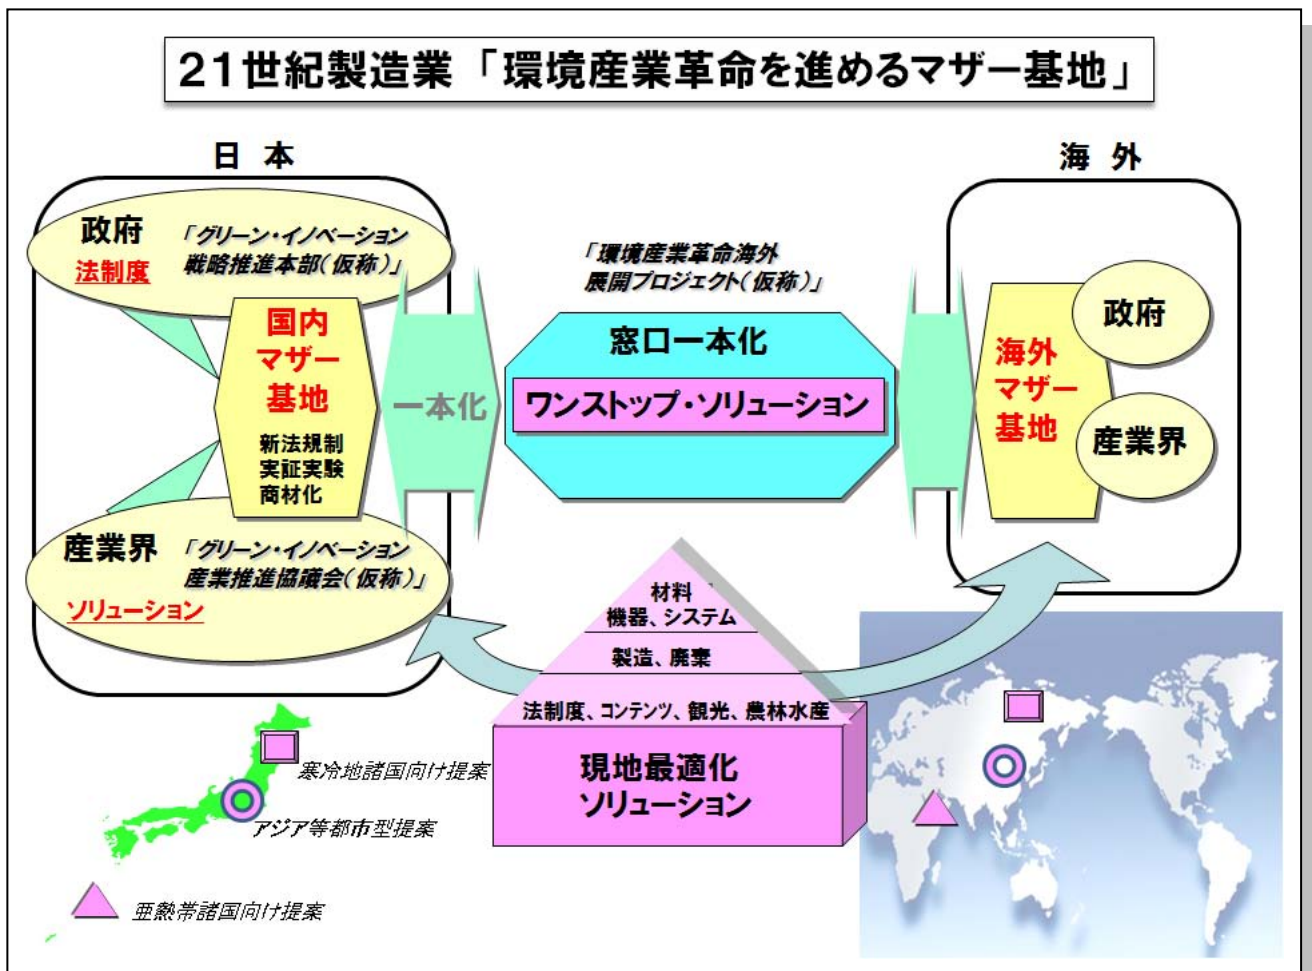 21世紀製造業「環境産業革命を進めるマザー基地」
日 本
海 外
政府
法制度
「グリーン・イノベーション
戦略推進本部(仮称)」
国内
マザー
基地
新法規制
実証実験
商材化
産業界
「グリーン・イノベーション
産業推進協議会(仮称)」
ソリューション
一本化
「環境産業革命海外
展開プロジェクト(仮称)」
窓口一本化
ワンストップ・ソリューション
海外
マザー
基地
政府
産業界
材料
機器、システム
製造、廃棄
法制度、コンテンツ、観光、農林水産
現地最適化
ソリューション
寒冷地諸国向け提案
アジア等都市型提案
亜熱帯諸国向け提案